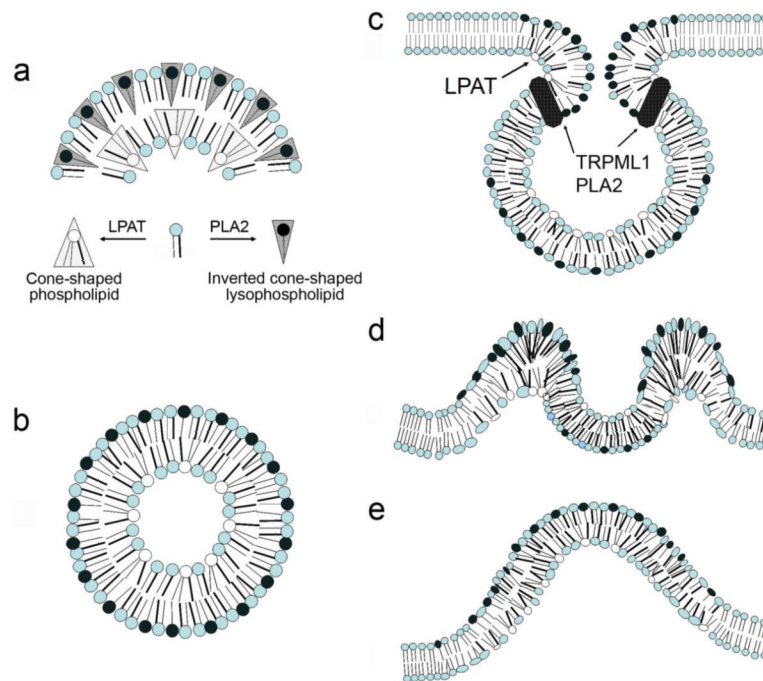 a
LPAT
PLA2
Cone-shaped
phospholipid
Inverted cone-shaped
lysophospholipid
b
c
LPAT
TRPML1
PLA2
d
e